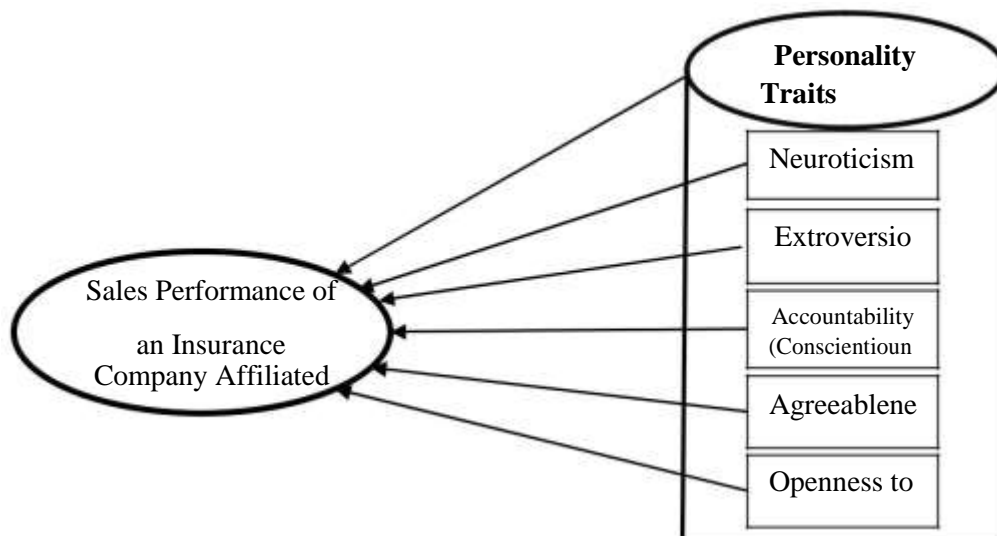 Personality
Traits
Neuroticism
Extroversio
Sales Performance of
an Insurance
Company Affiliated
Accountability
(Conscientioun
Agreeablene
Openness to